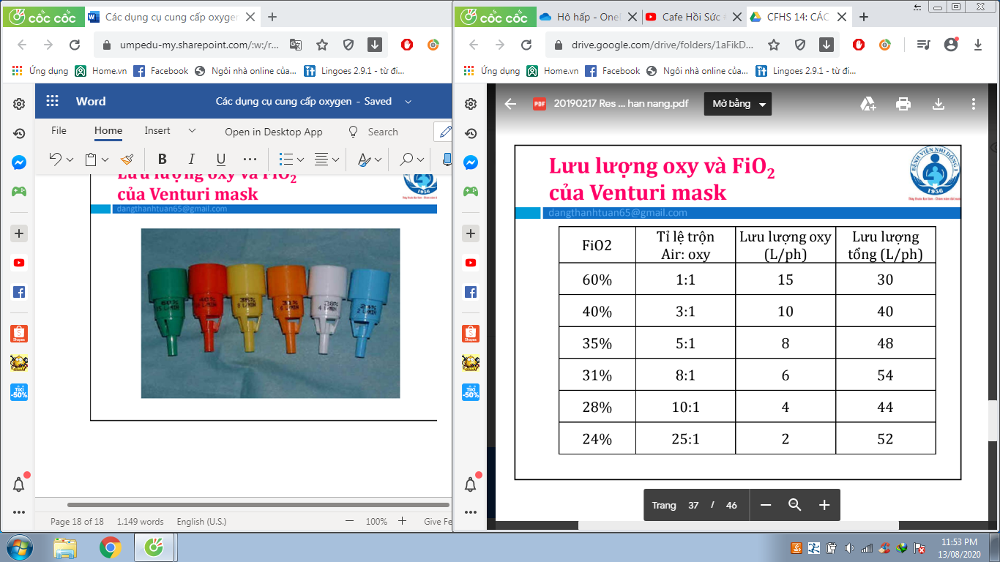 cốc cốc
Các dụng cụ cung cấp oxygen
umpedu-my.sharepoint.com/:w:/r...
Ứng dụng
Home.vn
Facebook
Ngôi nhà online của...
Lingoes 2.9.1 - từ đi...
Word
Các dụng cụ cung cấp oxygen - Saved
File
Home
Insert
Open in Desktop App
Search
B I U
Lưu lượng oxy và FiO2
của Venturi mask
dangthanhtuan65@gmail.com
Shopee
TIKI
-50%
Page 18 of 18
1.149 words
English (U.S.)
100%
Give Fe
cốc cốc
Hô hấp - One
Cafe Hồi Sức
CFHS 14: CÁC
drive.google.com/drive/folders/1aFikD...
Ứng dụng
Home.vn
Facebook
Ngôi nhà online của...
Lingoes 2.9.1 - từ đi...
PDF
20190217 Res ... han nang.pdf
Mở bằng
Lưu lượng oxy và FiO2
của Venturi mask
BỆNH VIỆN NHI ĐỒNG 1
1956
dangthanhtuan65@gmail.com
FiO2 Tỉ lệ trộn Air: oxy Lưu lượng oxy (L/ph) Lưu lượng tổng (L/ph)
60% 1:1 15 30
40% 3:1 10 40
35% 5:1 8 48
31% 8:1 6 54
28% 10:1 4 44
24% 25:1 2 52
Shopee
TIKI
-50%
Trang 37 / 46
11:53 PM
13/08/2020